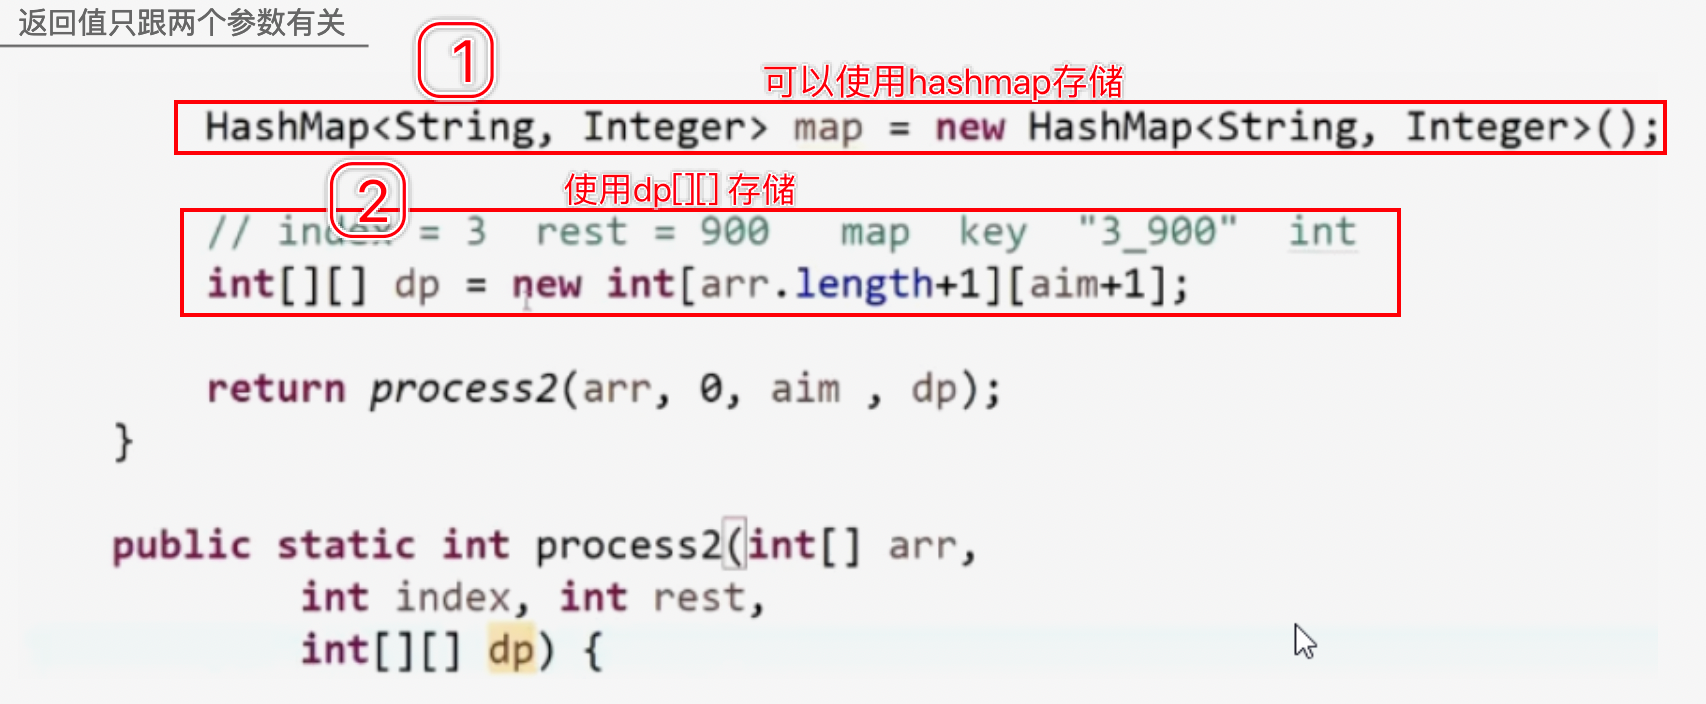 返回值只跟两个参数有关
1
可以使用hashmap存储
HashMap<String, Integer> map = new HashMap<String, Integer>();
2
使用dp[][] 存储
// index = 3  rest = 900   map  key  "3_900"  int
int[][] dp = new int[arr.length+1][aim+1];
return process2(arr, 0, aim , dp);
}
public static int process2(int[] arr,
int index, int rest,
int[][] dp) {